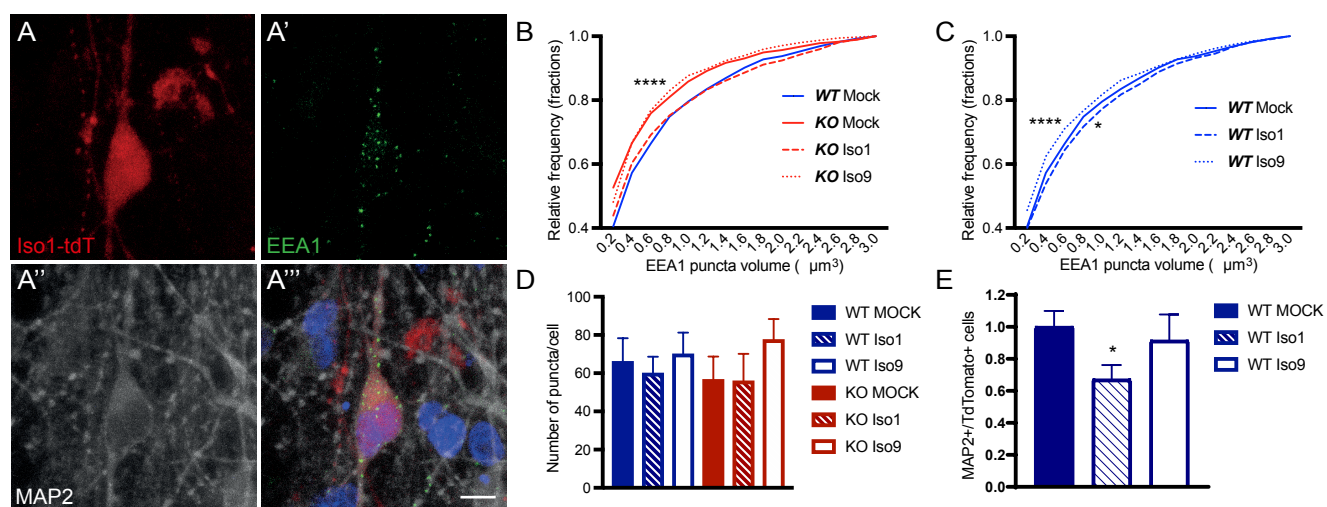 A
Iso1-tdT
A'
EEA1
A''
MAP2
A'''
B
Relative frequency (fractions)
1.0
0.8
0.6
0.4
****
WT Mock
KO Mock
KO Iso1
KO Iso9
0.2 0.4 0.6 0.8 1.0 1.2 1.4 1.6 1.8 2.0 2.2 2.4 2.6 2.8 3.0
EEA1 puncta volume ( µm³)
C
Relative frequency (fractions)
1.0
0.8
0.6
0.4
****
*
WT Mock
WT Iso1
WT Iso9
0.2 0.4 0.6 0.8 1.0 1.2 1.4 1.6 1.8 2.0 2.2 2.4 2.6 2.8 3.0
EEA1 puncta volume ( µm³)
D
Number of puncta/cell
100
80
60
40
20
0
WT MOCK
WT Iso1
WT Iso9
KO MOCK
KO Iso1
KO Iso9
E
MAP2+/TdTomato+ cells
1.2
1.0
0.8
0.6
0.4
0.2
0.0
*
WT MOCK
WT Iso1
WT Iso9